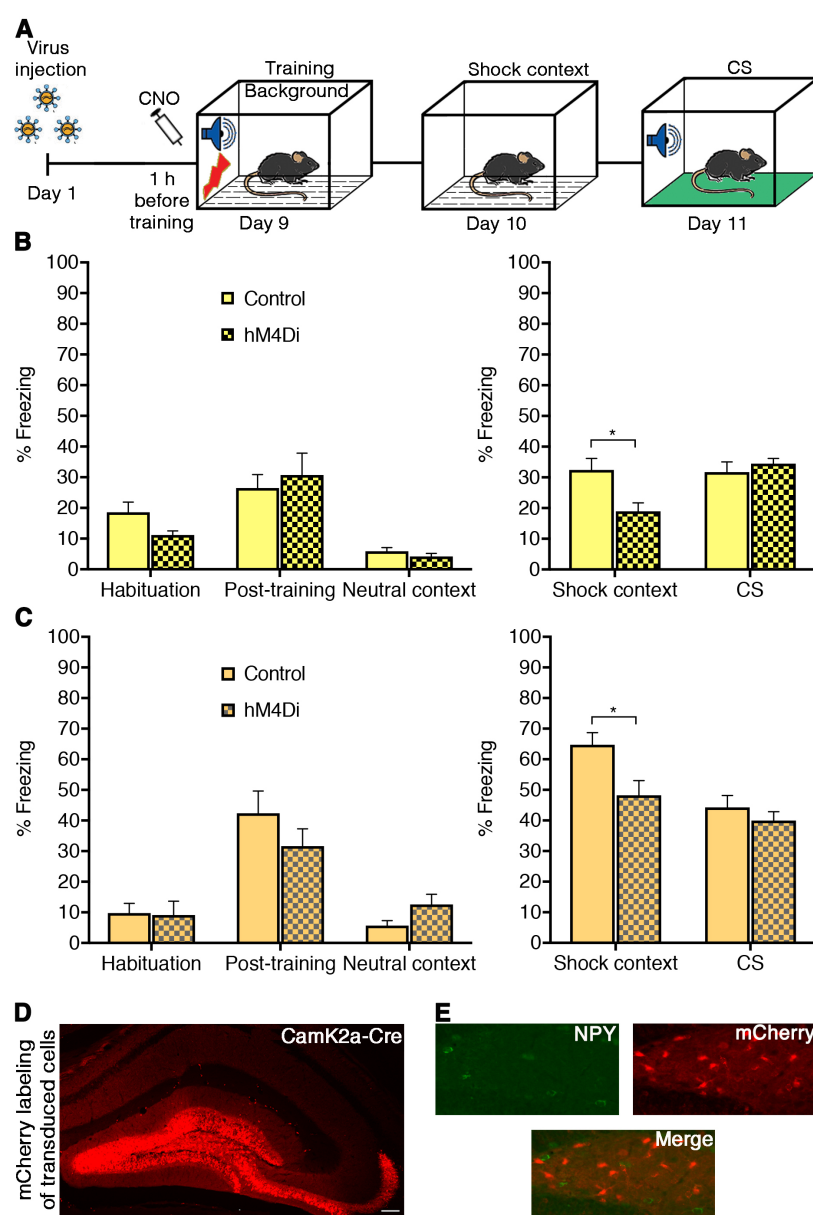 A
Virus
injection
CNO
Training
Background
Shock context
CS
Day 1
1 h
before
training
Day 9
Day 10
Day 11
B
100
90
80
70
60
50
40
30
20
10
0
% Freezing
Control
hM4Di
Habituation
Post-training
Neutral context
100
90
80
70
60
50
40
30
20
10
0
% Freezing
*
Shock context
CS
C
100
90
80
70
60
50
40
30
20
10
0
% Freezing
Control
hM4Di
Habituation
Post-training
Neutral context
100
90
80
70
60
50
40
30
20
10
0
% Freezing
*
Shock context
CS
D
mCherry labeling
of transduced cells
CamK2a-Cre
E
NPY
mCherry
Merge